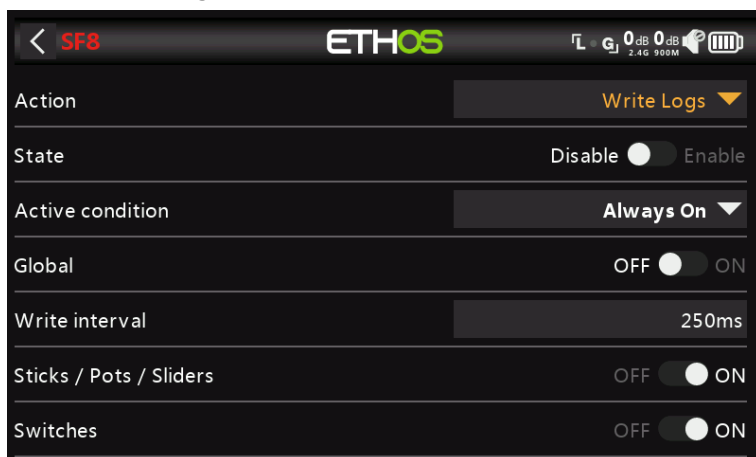 SF8 ETHOS L G 0dB 2.4G 0dB 900M
Action Write Logs
State Disable Enable
Active condition Always On
Global OFF ON
Write interval 250ms
Sticks / Pots / Sliders OFF ON
Switches OFF ON